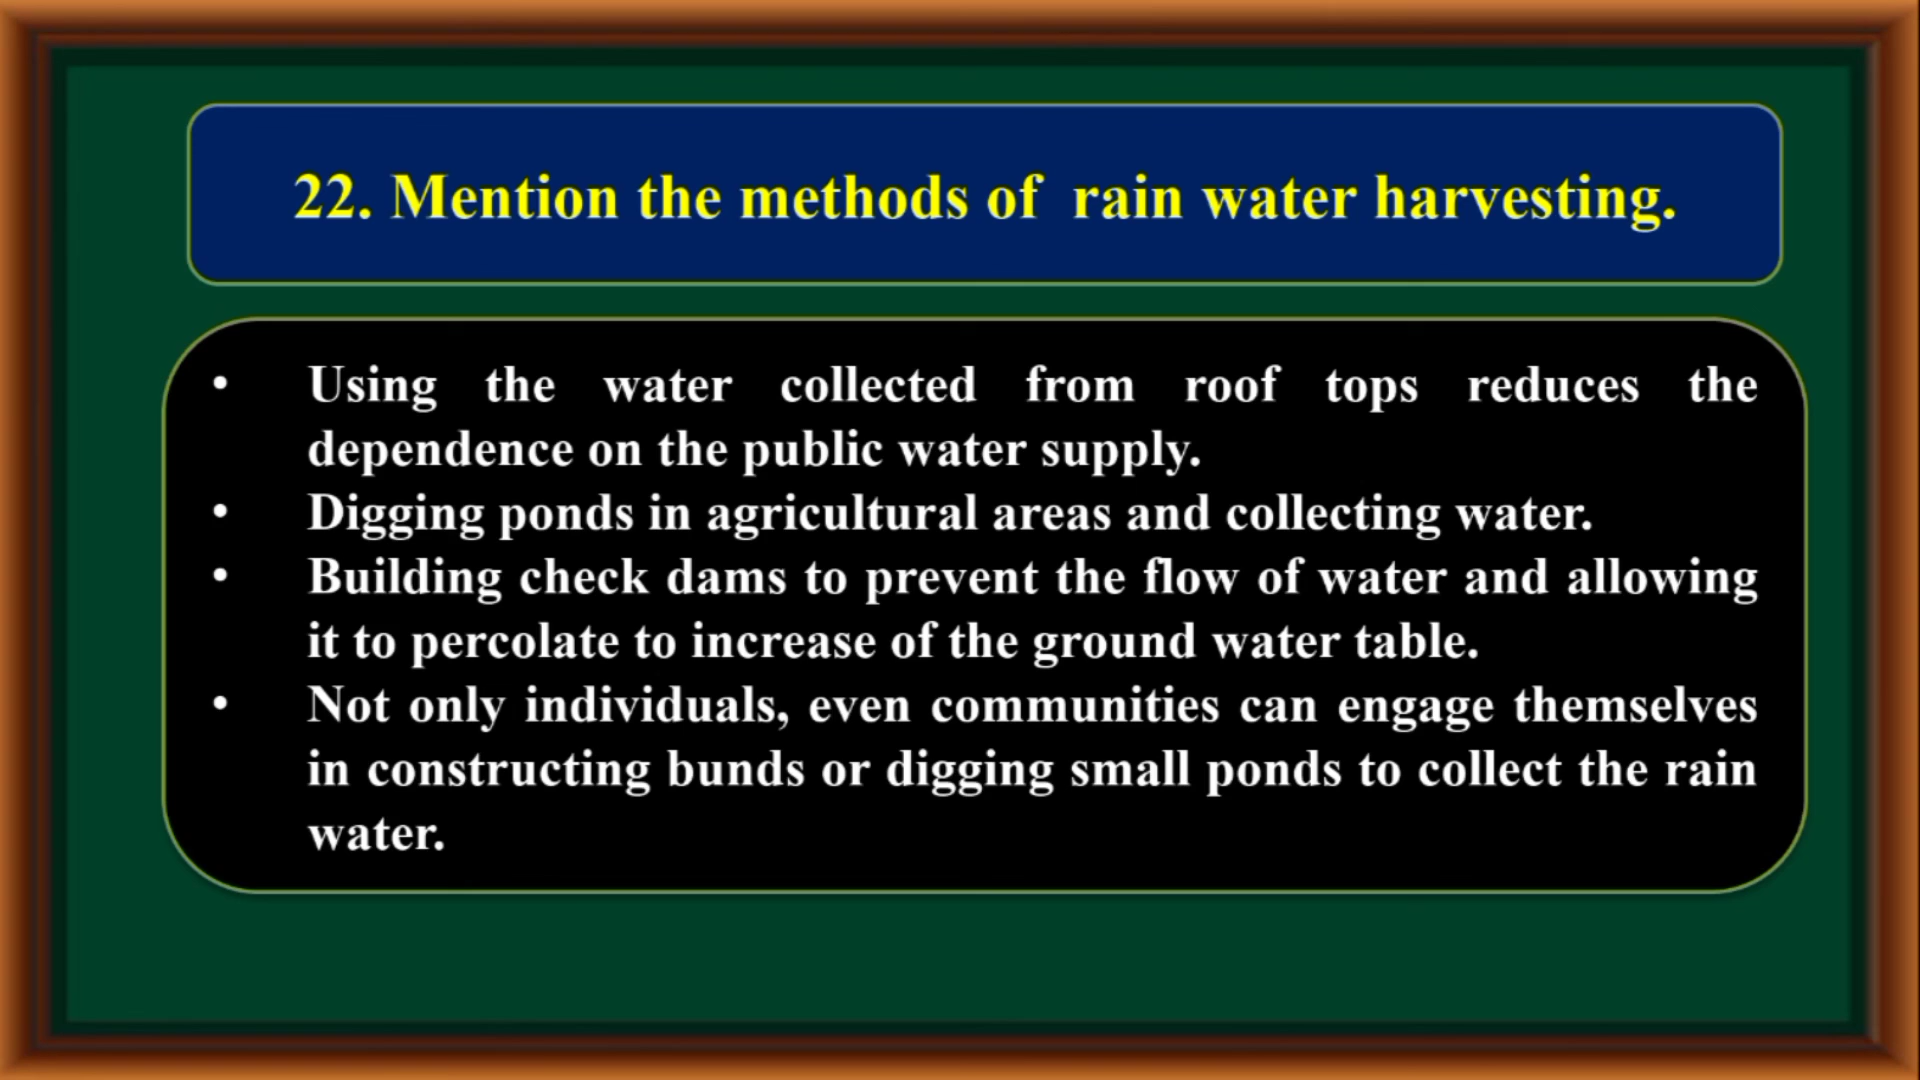 22. Mention the methods of rain water harvesting.
• Using the water collected from roof tops reduces the
dependence on the public water supply.
• Digging ponds in agricultural areas and collecting water.
• Building check dams to prevent the flow of water and allowing
it to percolate to increase of the ground water table.
• Not only individuals, even communities can engage themselves
in constructing bunds or digging small ponds to collect the rain
water.